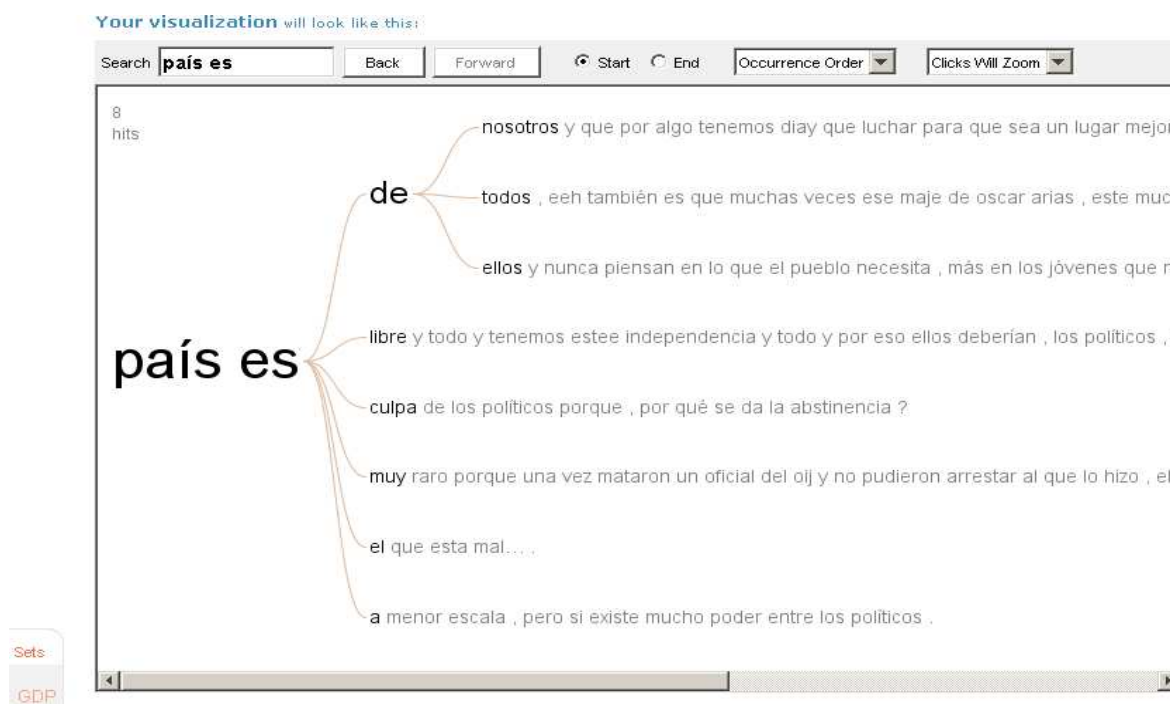 Your visualization will look like this:
Search país es Back Forward Start End Occurrence Order Clicks Will Zoom
8
hits
nosotros y que por algo tenemos diay que luchar para que sea un lugar mejor
de
todos , eeh también es que muchas veces ese maje de oscar arias , este muc
ellos y nunca piensan en lo que el pueblo necesita , más en los jóvenes que
libre y todo y tenemos estee independencia y todo y por eso ellos deberían , los políticos ,
país es
culpa de los políticos porque , por qué se da la abstinencia ?
muy raro porque una vez mataron un oficial del oij y no pudieron arrestar al que lo hizo , el
el que esta mal... .
a menor escala , pero si existe mucho poder entre los políticos .
Sets
GDP